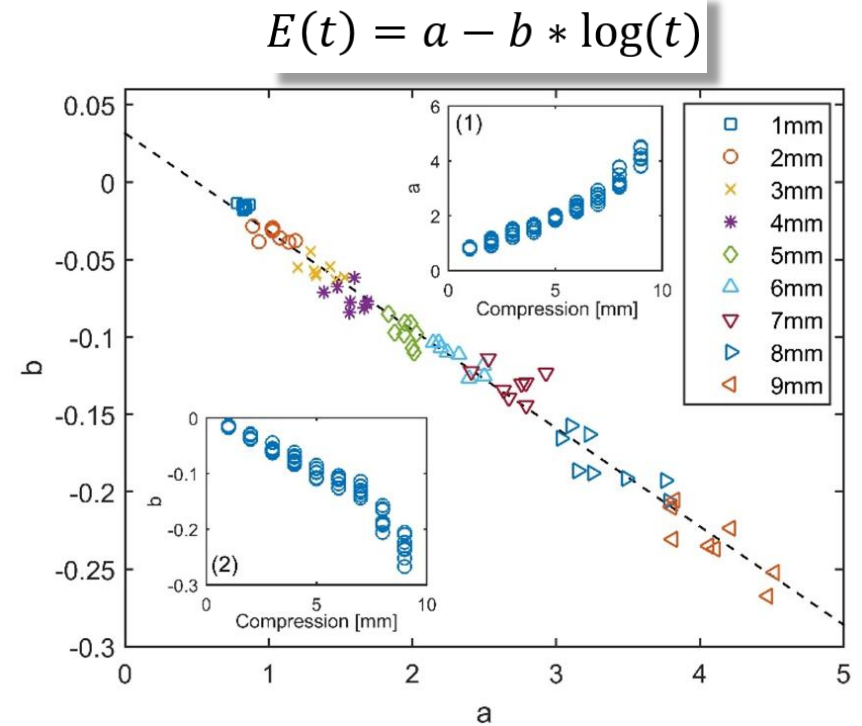 E(t) = a − b * log(t)
0.05
0
-0.05
-0.1
-0.15
-0.2
-0.25
-0.3
b
0
1
2
3
4
5
a
(1)
6
4
2
0
a
0
5
10
Compression [mm]
(2)
0
-0.1
-0.2
-0.3
b
0
5
10
Compression [mm]
1mm
2mm
3mm
4mm
5mm
6mm
7mm
8mm
9mm